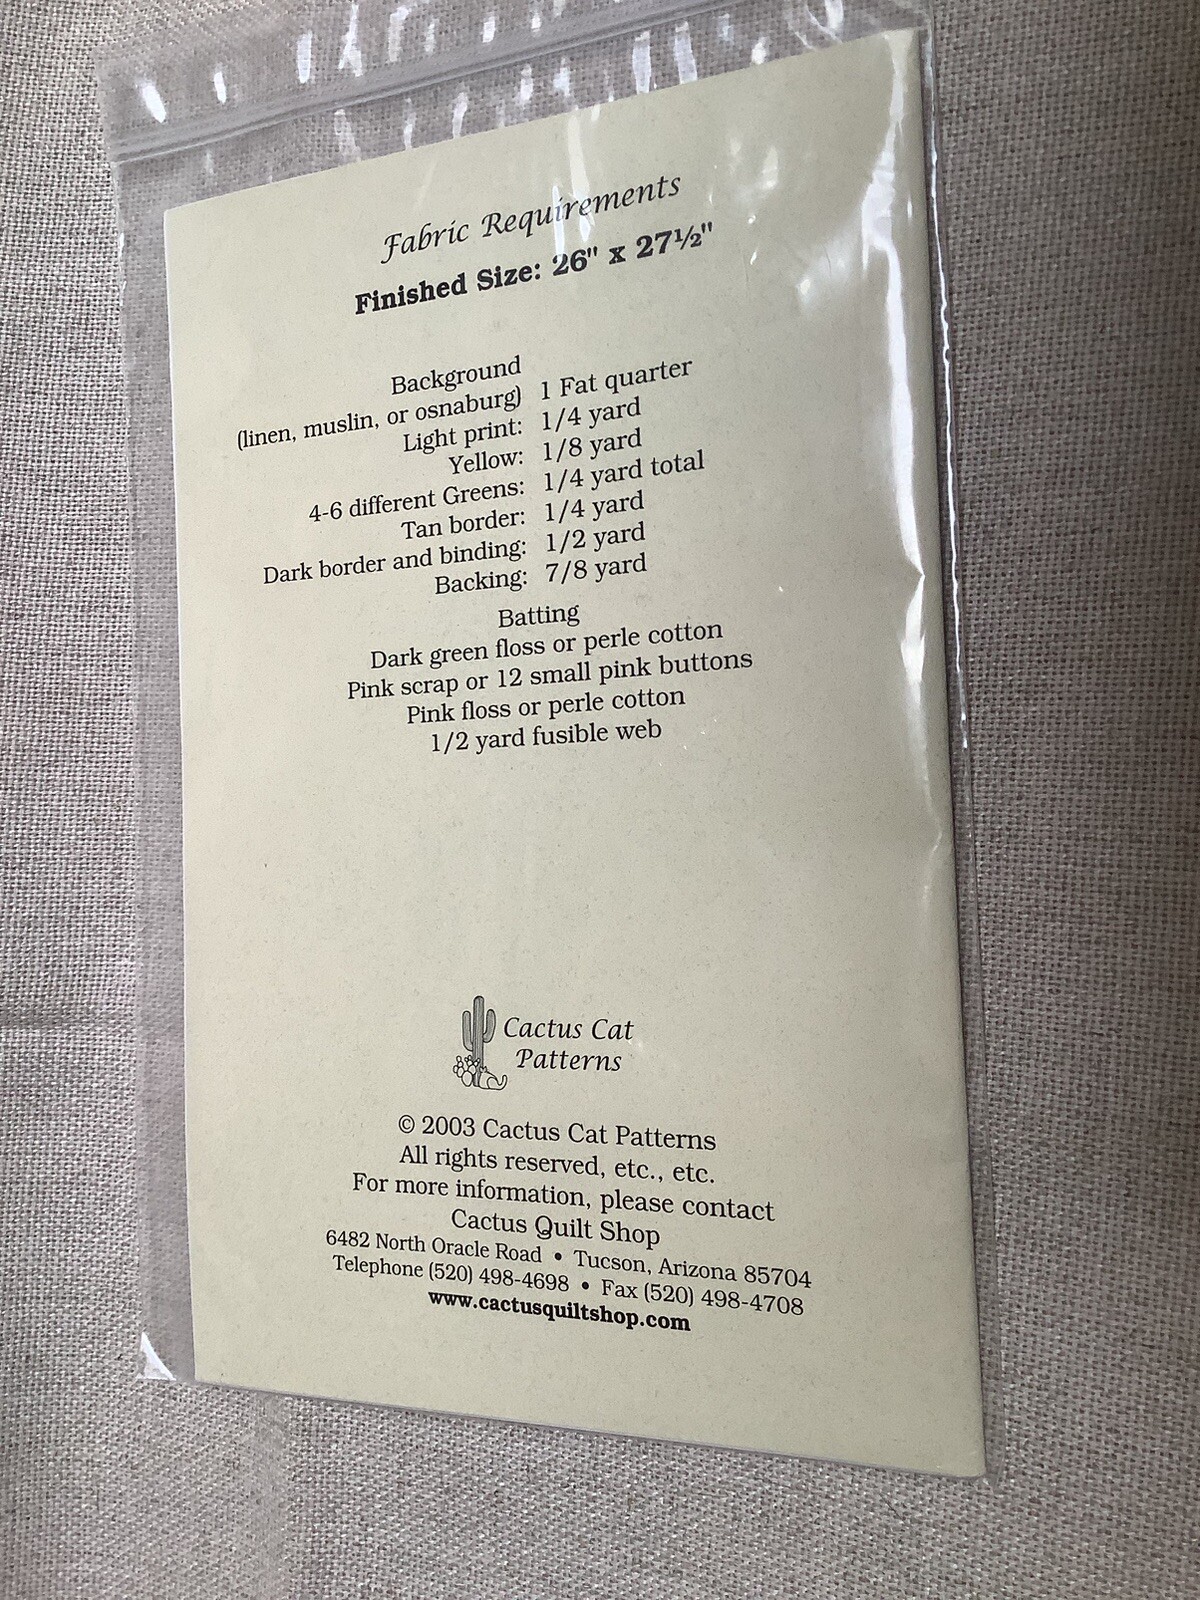 Fabric Requirements
Finished Size: 26" x 27½"
Background
(linen, muslin, or osnaburg) 1 Fat quarter
Light print: 1/4 yard
Yellow: 1/8 yard
4-6 different Greens: 1/4 yard total
Tan border: 1/4 yard
Dark border and binding: 1/2 yard
Backing: 7/8 yard
Batting
Dark green floss or perle cotton
Pink scrap or 12 small pink buttons
Pink floss or perle cotton
1/2 yard fusible web
Cactus Cat
Patterns
© 2003 Cactus Cat Patterns
All rights reserved, etc., etc.
For more information, please contact
Cactus Quilt Shop
6482 North Oracle Road • Tucson, Arizona 85704
Telephone (520) 498-4698 • Fax (520) 498-4708
www.cactusquiltshop.com